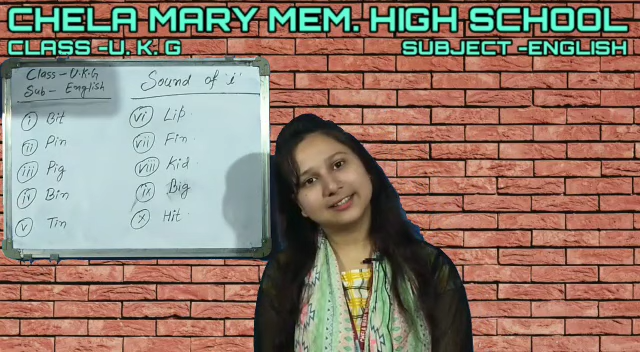 CHELA MARY MEM. HIGH SCHOOL
CLASS -U. K. G
SUBJECT -ENGLISH
Class - U.K.G
Sub - English
Sound of 'i'
i Bit
ii Pin
iii Pig
iv Bin
v Tin
vi Lip
vii Fin
viii Kid
ix Big
x Hit